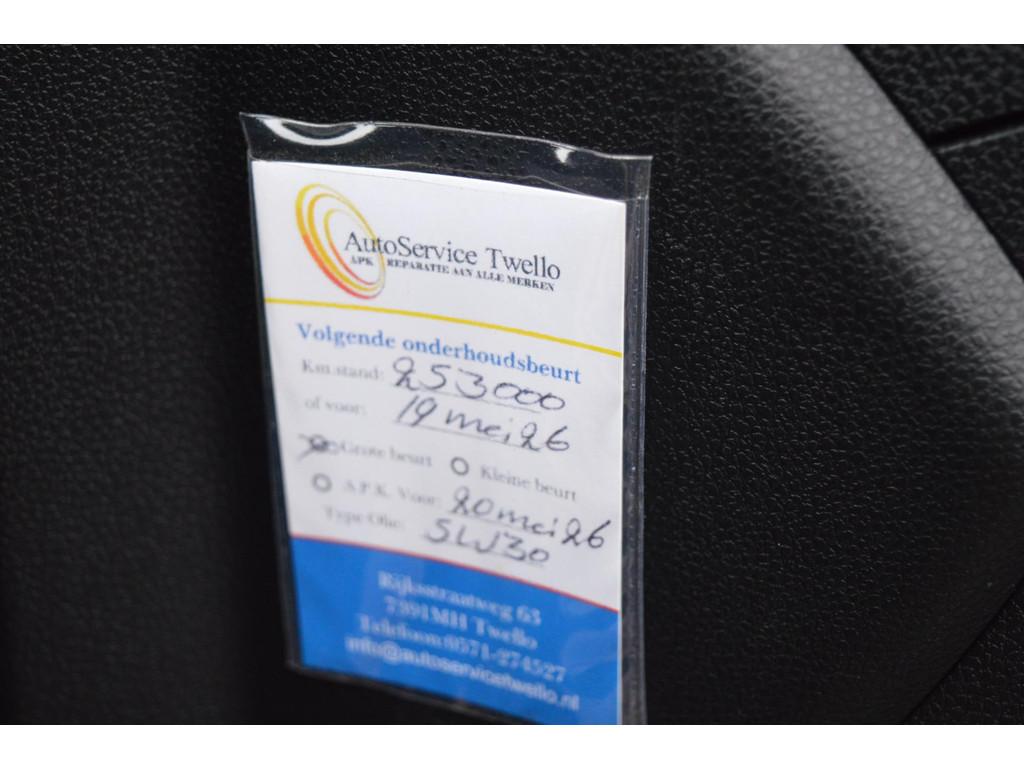 AutoService Twello
APK REPARATIE AAN ALLE MERKEN
Volgende onderhoudsbeurt
Km.stand: 253000
of voor: 19 mei 26
Grote beurt Kleine beurt
A.P.K. Voor: 20 mei 26
Type Olie: 5W30
Rijksstraatweg 63
7391MH Twello
Telefoon:0571-274527
info@autoservicetwello.nl